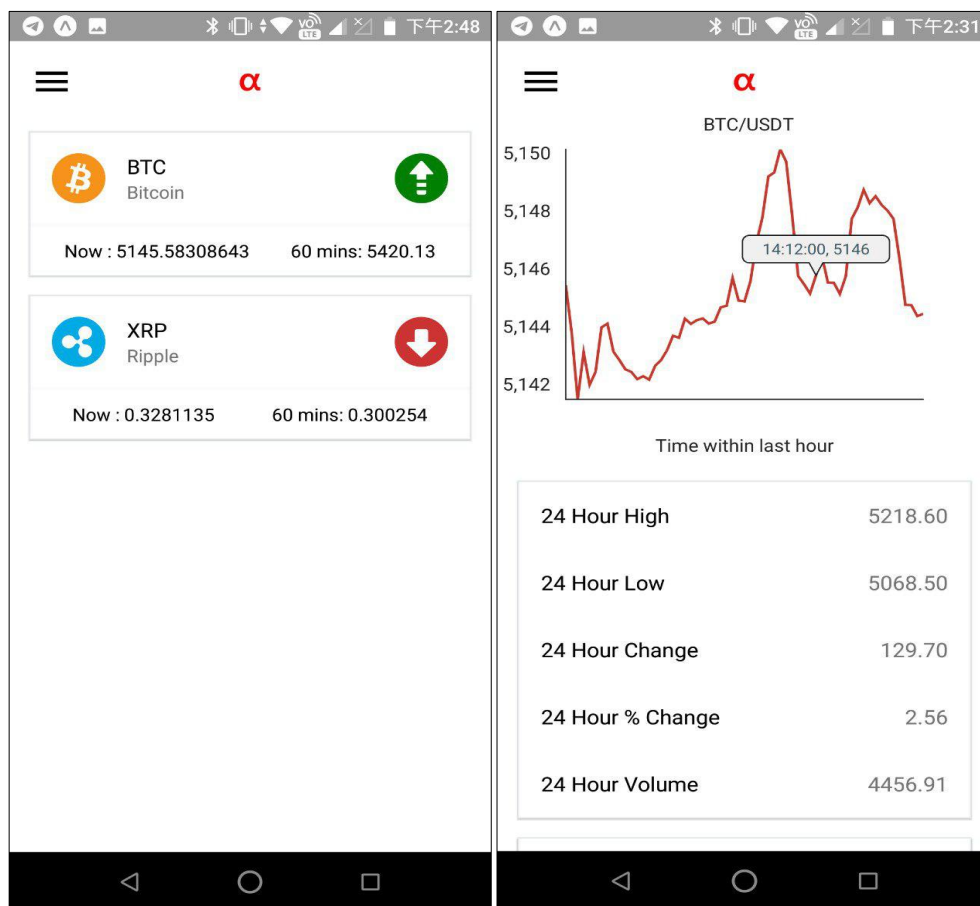 下午2:48
α
BTC
Bitcoin
Now : 5145.58308643 60 mins: 5420.13
XRP
Ripple
Now : 0.3281135 60 mins: 0.300254
VO LTE
下午2:31
α
BTC/USDT
5,150
5,148
14:12:00, 5146
5,146
5,144
5,142
Time within last hour
24 Hour High 5218.60
24 Hour Low 5068.50
24 Hour Change 129.70
24 Hour % Change 2.56
24 Hour Volume 4456.91